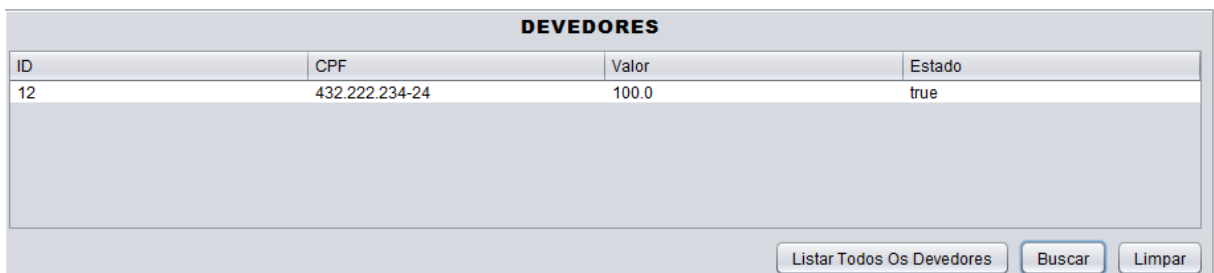 DEVEDORES
ID CPF Valor Estado
12 432.222.234-24 100.0 true
Listar Todos Os Devedores Buscar Limpar